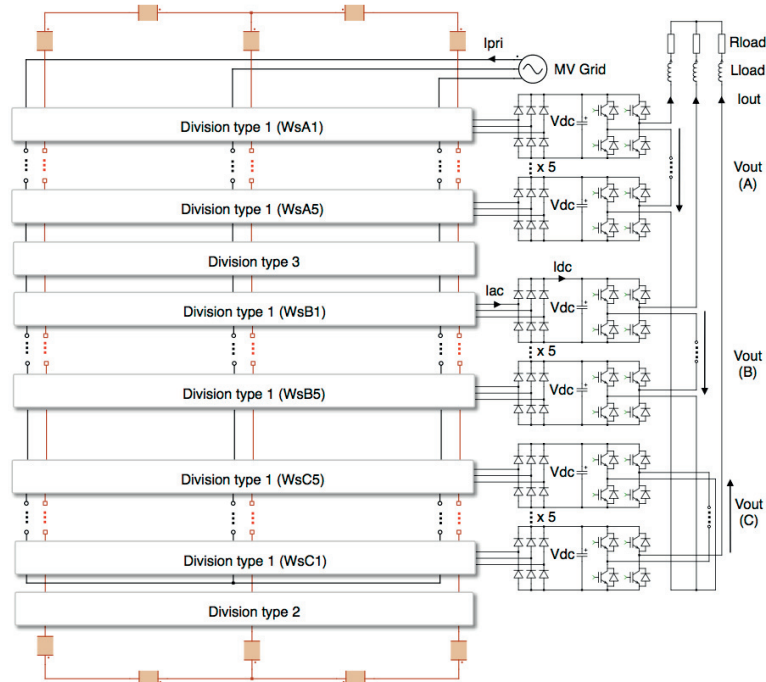 Ipri
MV Grid
Rload
Lload
Iout
Division type 1 (WsA1)
Vdc
x 5
Vout
(A)
Division type 1 (WsA5)
Vdc
Division type 3
Iac
Idc
Division type 1 (WsB1)
Vdc
x 5
Vout
(B)
Division type 1 (WsB5)
Vdc
Division type 1 (WsC5)
Vdc
x 5
Vout
(C)
Division type 1 (WsC1)
Vdc
Division type 2